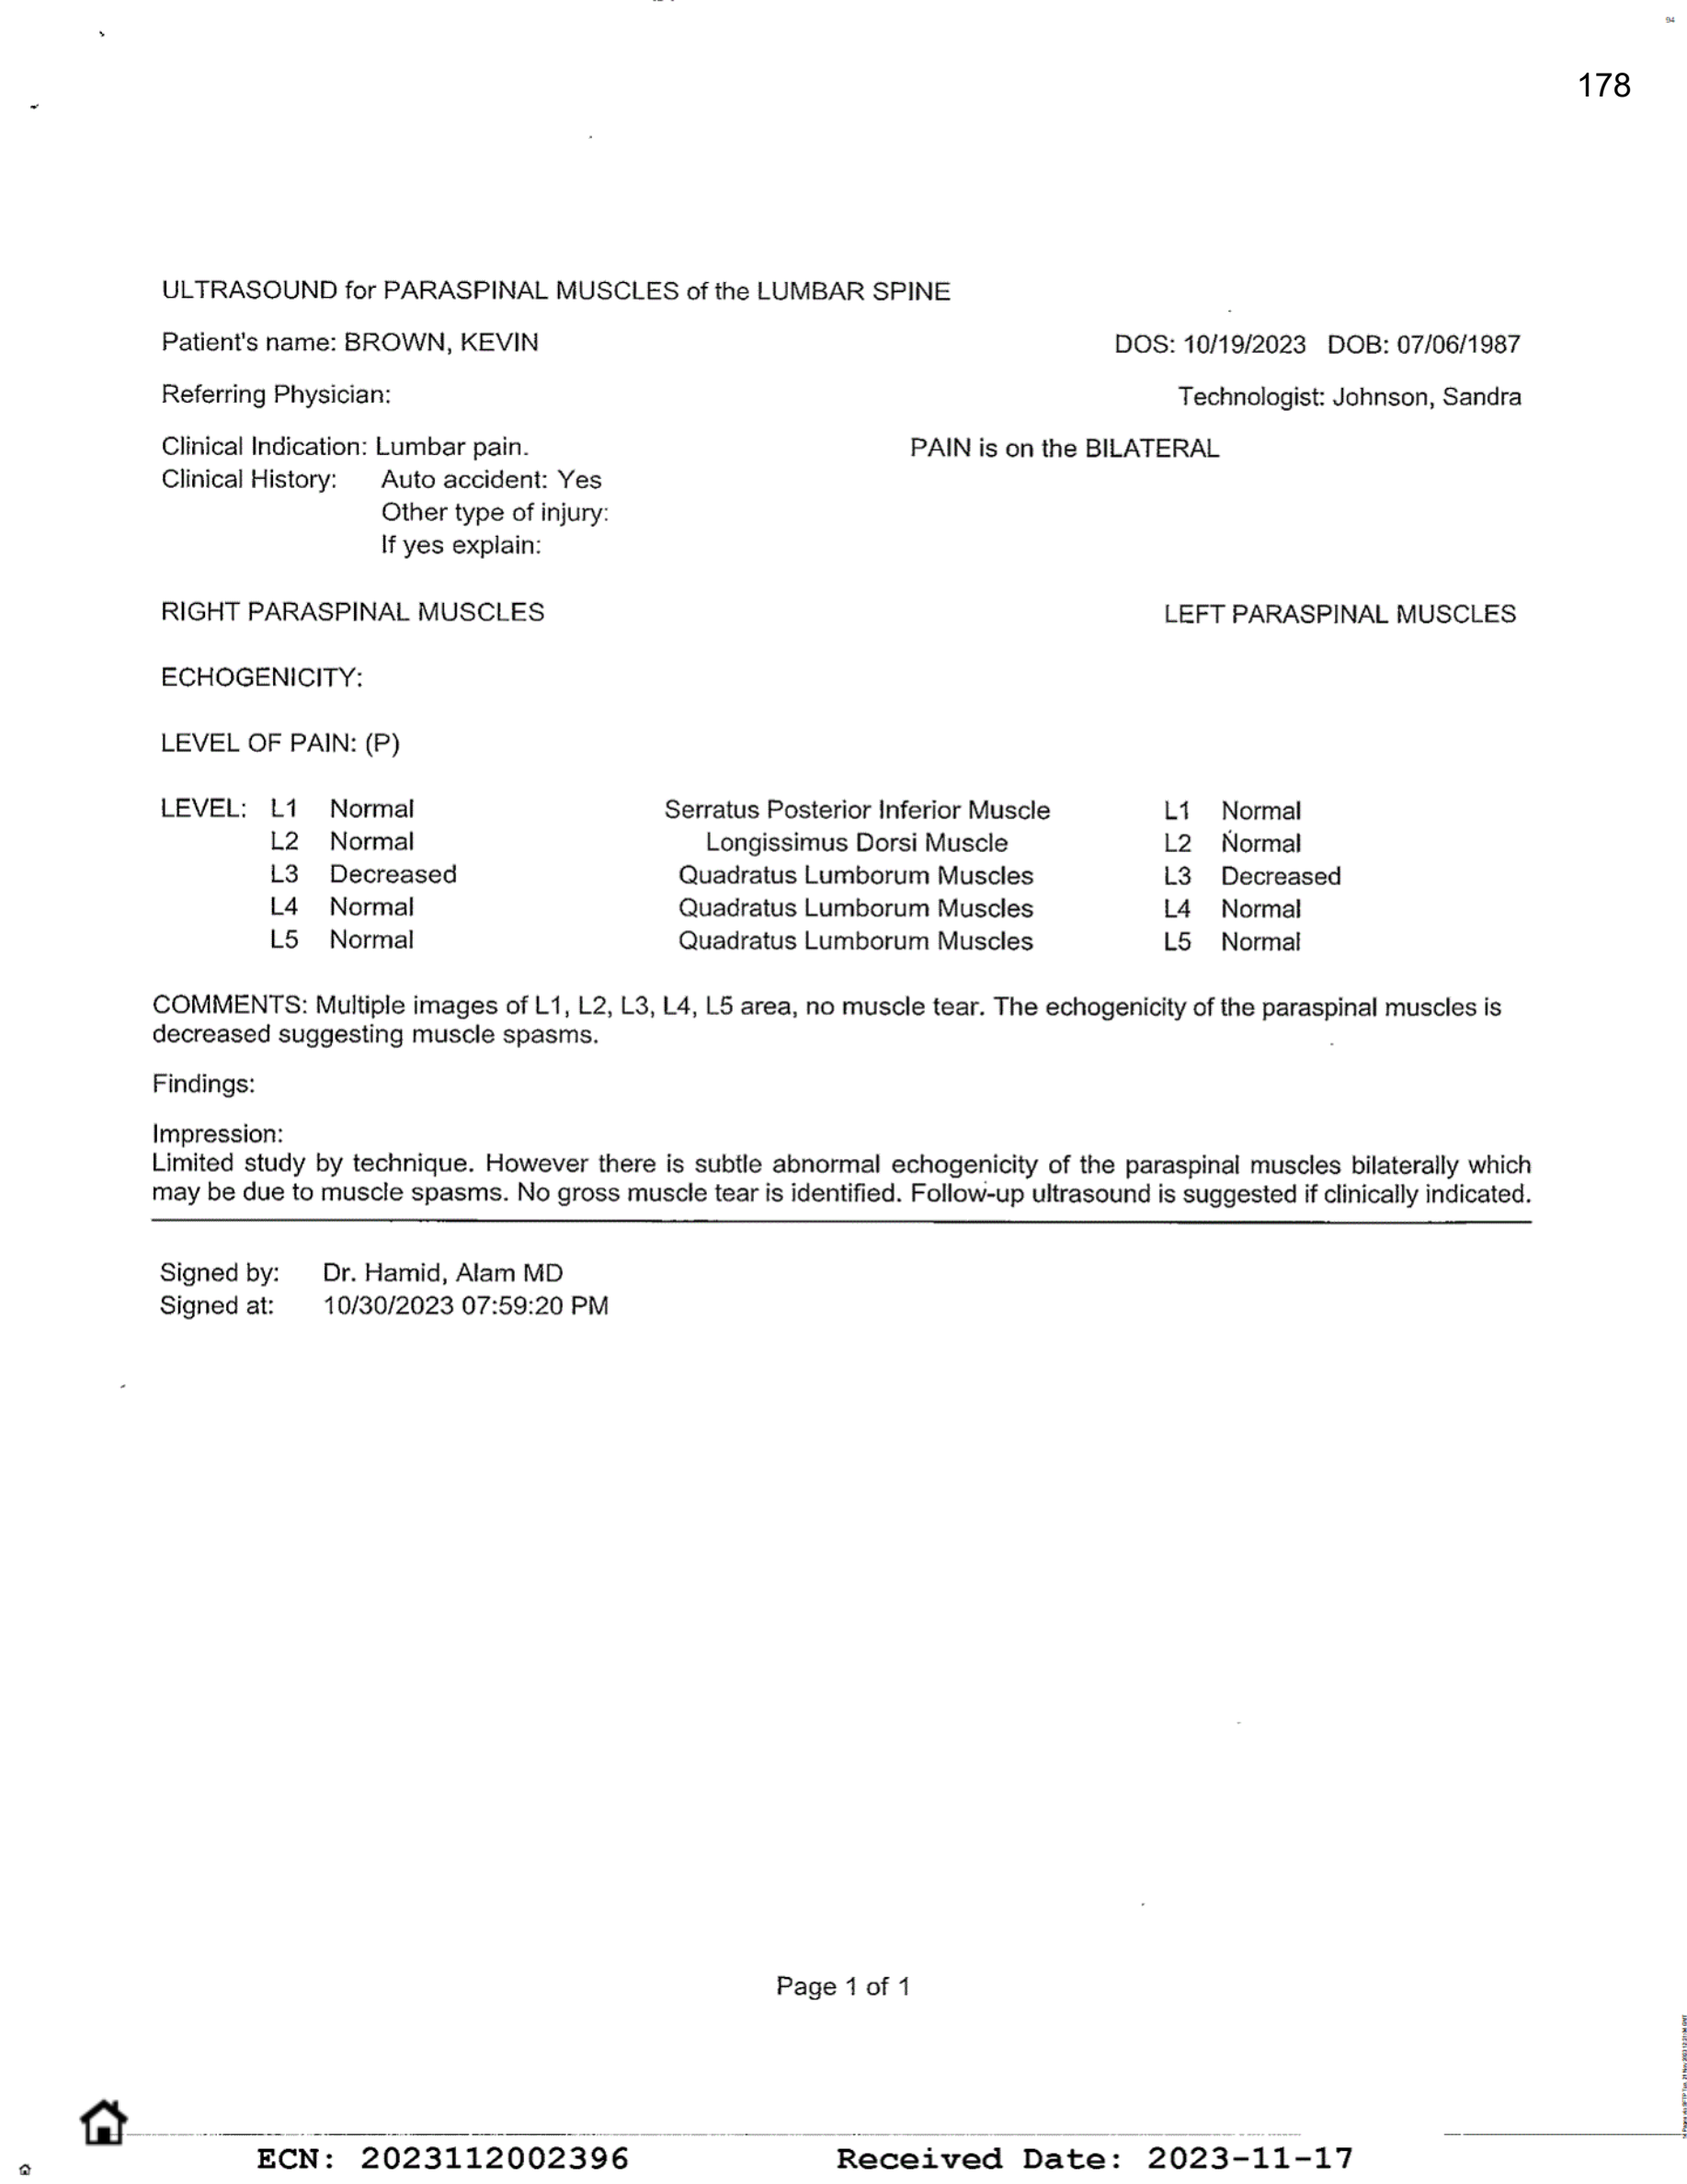 94
178
ULTRASOUND for PARASPINAL MUSCLES of the LUMBAR SPINE
Patient's name: BROWN, KEVIN DOS: 10/19/2023 DOB: 07/06/1987
Referring Physician: Technologist: Johnson, Sandra
Clinical Indication: Lumbar pain. PAIN is on the BILATERAL
Clinical History: Auto accident: Yes
Other type of injury:
If yes explain:
RIGHT PARASPINAL MUSCLES LEFT PARASPINAL MUSCLES
ECHOGENICITY:
LEVEL OF PAIN: (P)
LEVEL: L1 Normal Serratus Posterior Inferior Muscle L1 Normal
L2 Normal Longissimus Dorsi Muscle L2 Normal
L3 Decreased Quadratus Lumborum Muscles L3 Decreased
L4 Normal Quadratus Lumborum Muscles L4 Normal
L5 Normal Quadratus Lumborum Muscles L5 Normal
COMMENTS: Multiple images of L1, L2, L3, L4, L5 area, no muscle tear. The echogenicity of the paraspinal muscles is
decreased suggesting muscle spasms.
Findings:
Impression:
Limited study by technique. However there is subtle abnormal echogenicity of the paraspinal muscles bilaterally which
may be due to muscle spasms. No gross muscle tear is identified. Follow-up ultrasound is suggested if clinically indicated.
Signed by: Dr. Hamid, Alam MD
Signed at: 10/30/2023 07:59:20 PM
Page 1 of 1
ECN: 2023112002396 Received Date: 2023-11-17